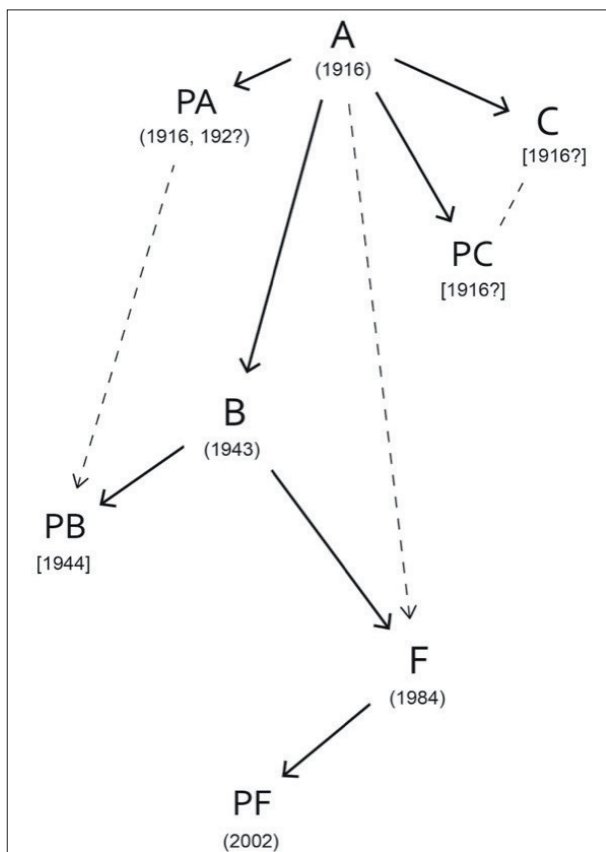 A
(1916)
PA
(1916, 192?)
C
[1916?]
PC
[1916?]
B
(1943)
PB
[1944]
F
(1984)
PF
(2002)